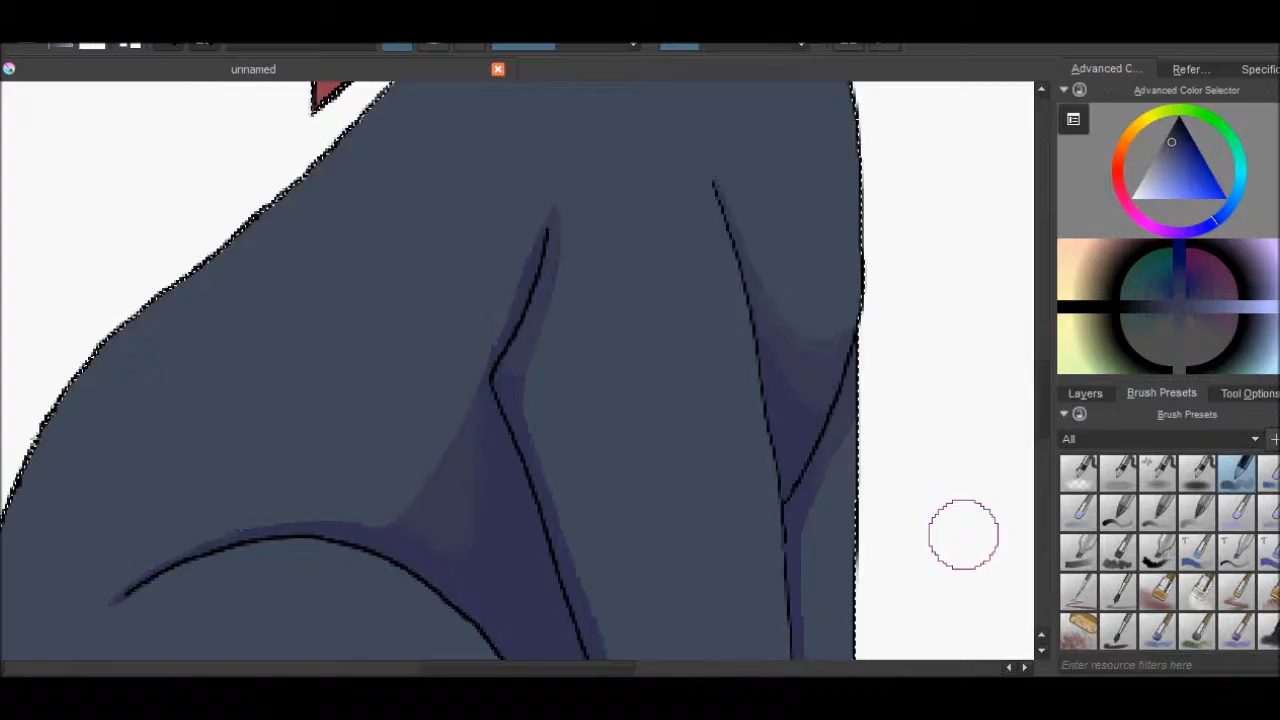 unnamed
Advanced C... Refer... Specific
Advanced Color Selector
Layers Brush Presets Tool Options
Brush Presets
All
Enter resource filters here